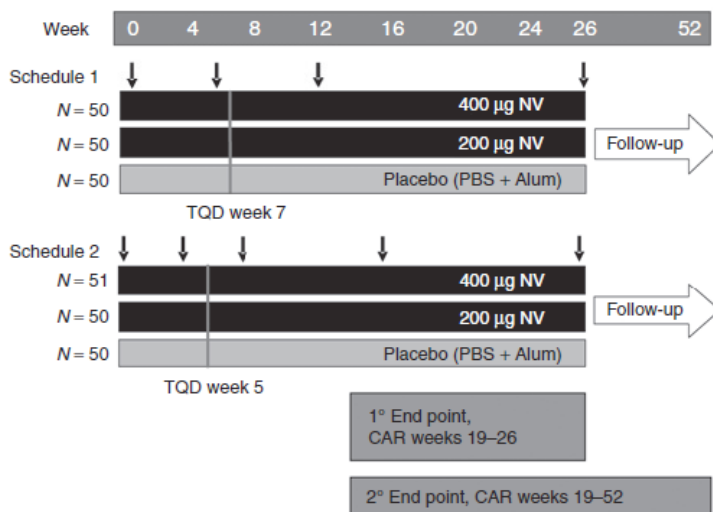 Week 0 4 8 12 16 20 24 26 52
Schedule 1
N = 50 400 µg NV
N = 50 200 µg NV
Follow-up
N = 50 Placebo (PBS + Alum)
TQD week 7
Schedule 2
N = 51 400 µg NV
N = 50 200 µg NV
Follow-up
N = 50 Placebo (PBS + Alum)
TQD week 5
1° End point,
CAR weeks 19–26
2° End point, CAR weeks 19–52